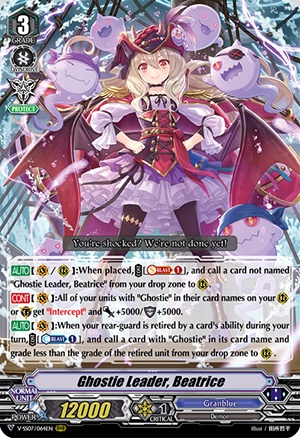 3
GRADE
TWIN DRIVE!!
PROTECT
You're shocked? We're not done yet!
AUTO [ / ]:When placed, [ BLAST 1 ], and call a card not named
"Ghostie Leader, Beatrice" from your drop zone to .
CONT [ / ]:All of your units with "Ghostie" in their card names on your
or get "Intercept" and +5000/ +5000.
AUTO [ / ]:When your rear-guard is retired by a card's ability during your
turn, [ BLAST 1 ], and call a card with "Ghostie" in its card name and
grade less than the grade of the retired unit from your drop zone to .
Ghostie Leader, Beatrice
NORMAL UNIT
POWER 12000
1 CRITICAL
Granblue
Demon
V-SS07/064EN RRR